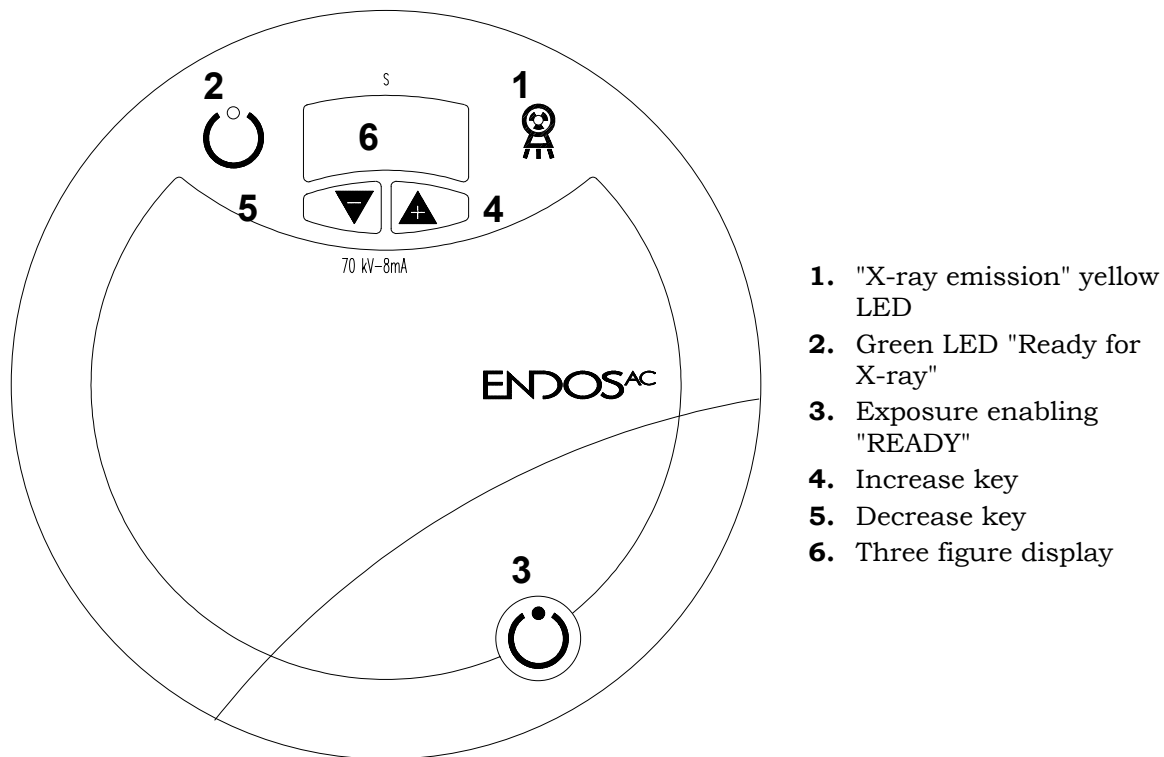 S
2
1
6
5
−
+
4
70 kV-8mA
ENDOS AC
3
1. "X-ray emission" yellow
LED
2. Green LED "Ready for
X-ray"
3. Exposure enabling
"READY"
4. Increase key
5. Decrease key
6. Three figure display